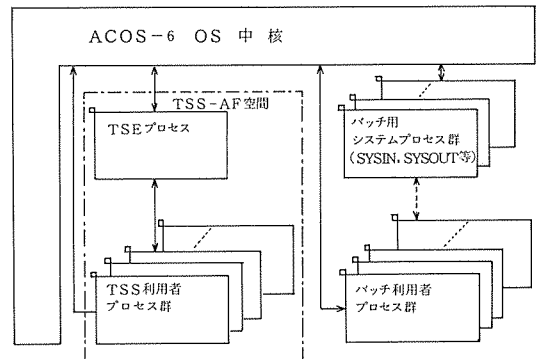 ACOS-6 OS 中核
TSS-AF空間
TSEプロセス
バッチ用
システムプロセス群
(SYSIN, SYSOUT等)
TSS利用者
プロセス群
バッチ利用者
プロセス群